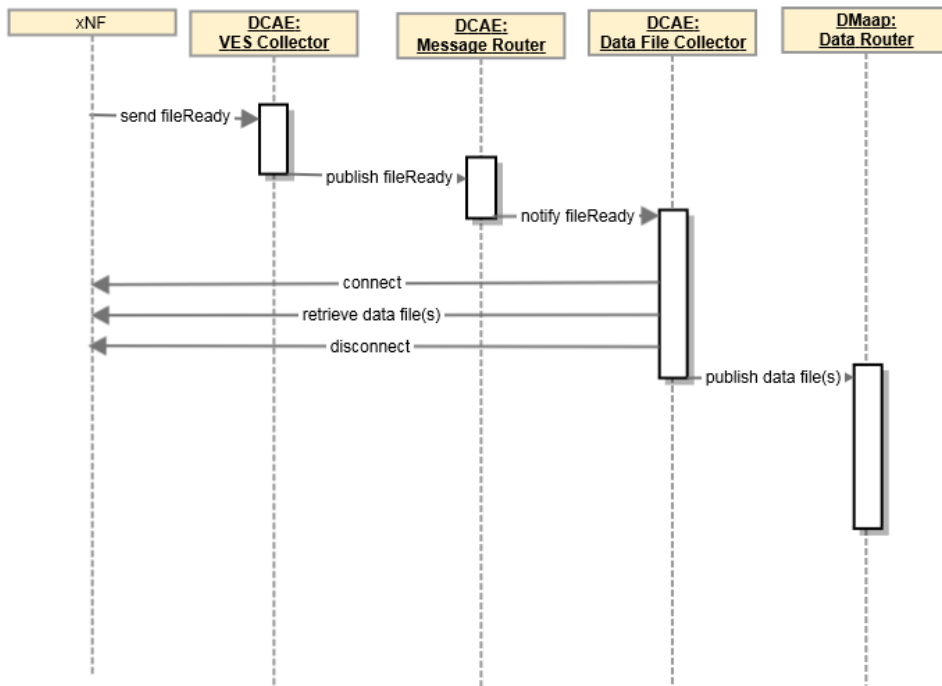 xNF
DCAE:
VES Collector
DCAE:
Message Router
DCAE:
Data File Collector
DMaap:
Data Router
send fileReady
publish fileReady
notify fileReady
connect
retrieve data file(s)
disconnect
publish data file(s)